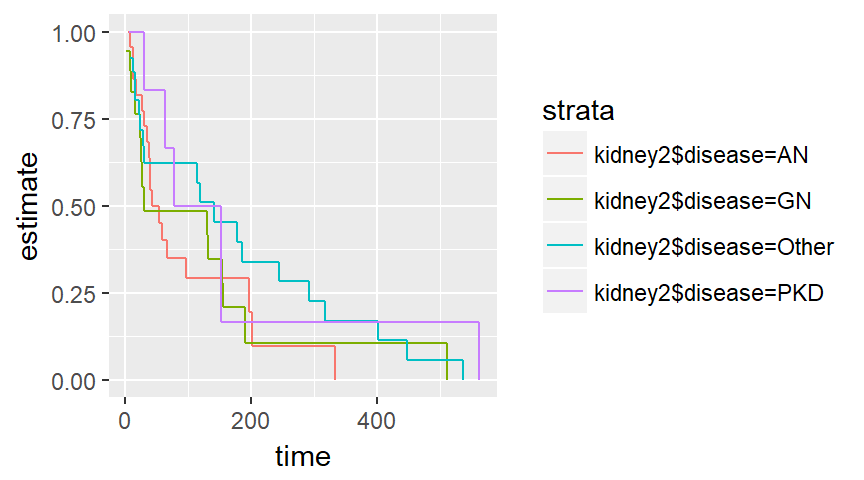 1.00
0.75
0.50
0.25
0.00
estimate
0
200
400
time
strata
kidney2$disease=AN
kidney2$disease=GN
kidney2$disease=Other
kidney2$disease=PKD